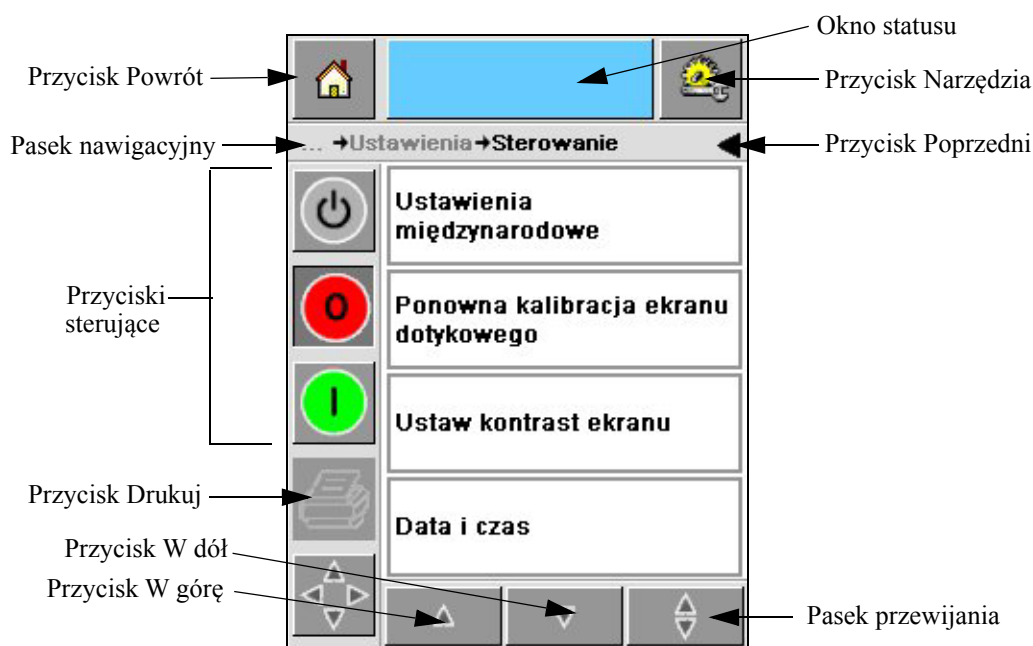 Okno statusu
Przycisk Powrót
Przycisk Narzędzia
Pasek nawigacyjny
... →Ustawienia→Sterowanie
Przycisk Poprzedni
Ustawienia
międzynarodowe
Przyciski
sterujące
O
Ponowna kalibracja ekranu
dotykowego
I
Ustaw kontrast ekranu
Przycisk Drukuj
Data i czas
Przycisk W dół
Przycisk W górę
Pasek przewijania